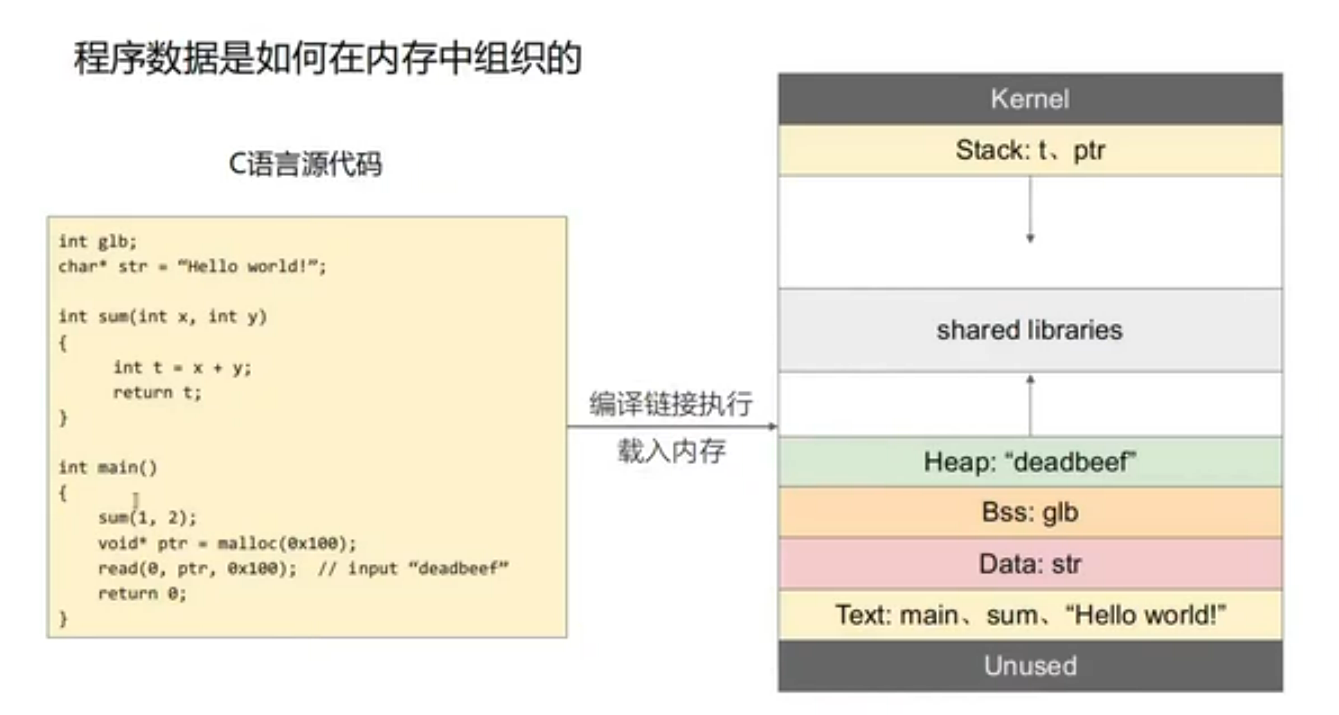 程序数据是如何在内存中组织的
C语言源代码
int glb;
char* str = “Hello world!”;
int sum(int x, int y)
{
int t = x + y;
return t;
}
int main()
{
sum(1, 2);
void* ptr = malloc(0x100);
read(0, ptr, 0x100);  // input “deadbeef”
return 0;
}
编译链接执行
载入内存
Kernel
Stack: t、ptr
shared libraries
Heap: “deadbeef”
Bss: glb
Data: str
Text: main、sum、“Hello world!”
Unused